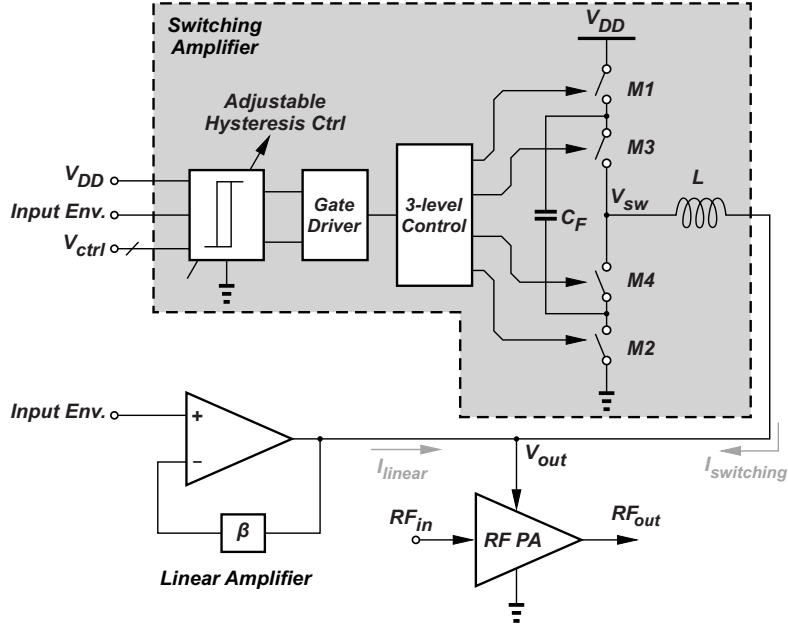 Switching
Amplifier
V_DD
M1
Adjustable
Hysteresis Ctrl
M3
V_DD
Input Env.
V_ctrl
Gate
Driver
3-level
Control
C_F
V_sw
L
M4
M2
Input Env.
+
−
β
Linear Amplifier
I_linear
V_out
I_switching
RF_in
RF PA
RF_out